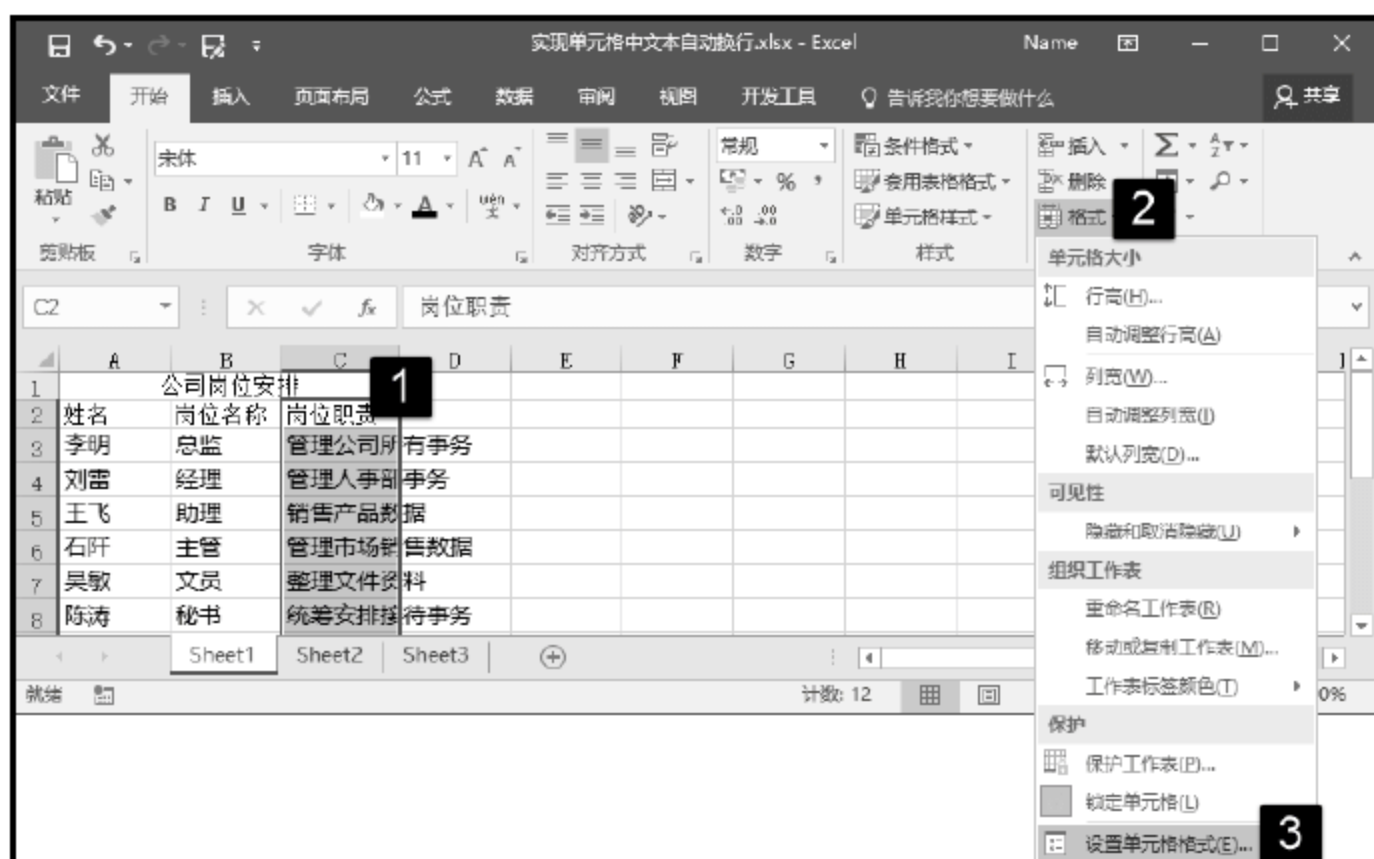 实现单元格中文本自动换行.xlsx - Excel Name
文件 开始 插入 页面布局 公式 数据 审阅 视图 开发工具 告诉我你想要做什么 共享
粘贴 宋体 11 常规 条件格式 插入
B I U wén 文 % 套用表格格式 删除
单元格样式 格式 2
剪贴板 字体 对齐方式 数字 样式
C2 fx 岗位职责
A B C D E F G H I
1 公司岗位安排 1
2 姓名 岗位名称 岗位职责
3 李明 总监 管理公司所有事务
4 刘雷 经理 管理人事部事务
5 王飞 助理 销售产品数据
6 石阡 主管 管理市场销售数据
7 吴敏 文员 整理文件资料
8 陈涛 秘书 统筹安排接待事务
Sheet1 Sheet2 Sheet3
就绪 计数: 12 0%
单元格大小
行高(H)...
自动调整行高(A)
列宽(W)...
自动调整列宽(I)
默认列宽(D)...
可见性
隐藏和取消隐藏(U)
组织工作表
重命名工作表(R)
移动或复制工作表(M)...
工作表标签颜色(T)
保护
保护工作表(P)...
锁定单元格(L)
设置单元格格式(E)... 3